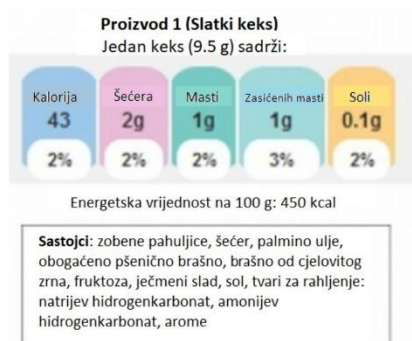 Proizvod 1 (Slatki keks)
Jedan keks (9.5 g) sadrži:
Kalorija Šećera Masti Zasićenih masti Soli
43 2g 1g 1g 0.1g
2% 2% 2% 3% 2%
Energetska vrijednost na 100 g: 450 kcal
Sastojci: zobene pahuljice, šećer, palmino ulje,
obogaćeno pšenično brašno, brašno od cjelovitog
zrna, fruktoza, ječmeni slad, sol, tvari za rahljenje:
natrijev hidrogenkarbonat, amonijev
hidrogenkarbonat, arome